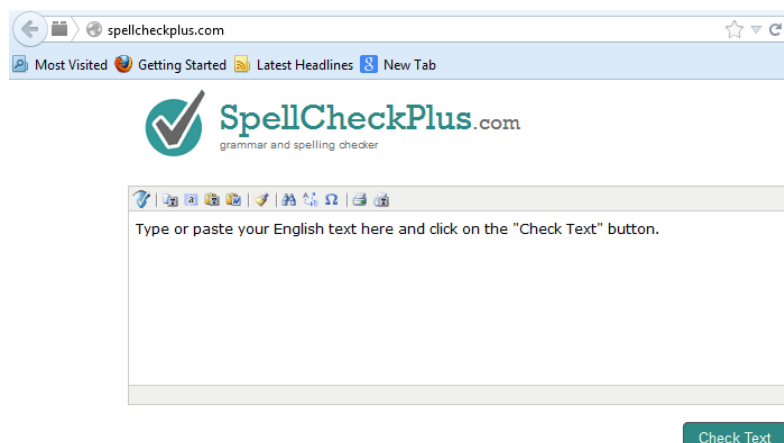 spellcheckplus.com
Most Visited Getting Started Latest Headlines 8 New Tab
SpellCheckPlus.com
grammar and spelling checker
Type or paste your English text here and click on the "Check Text" button.
Check Text